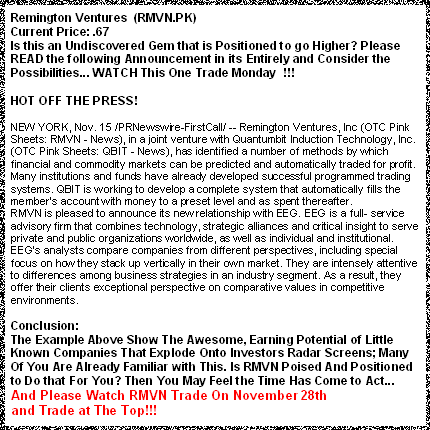 Remington Ventures (RMVN.PK)
Current Price: .67
Is this an Undiscovered Gem that is Positioned to go Higher? Please
READ the following Announcement in its Entirely and Consider the
Possibilities... WATCH This One Trade Monday !!!
HOT OFF THE PRESS!
NEW YORK, Nov. 15 /PRNewswire-FirstCall/ -- Remington Ventures, Inc (OTC Pink
Sheets: RMVN - News), in a joint venture with Quantumbit Induction Technology, Inc.
(OTC Pink Sheets: QBIT - News), has identified a number of methods by which
financial and commodity markets can be predicted and automatically traded for profit.
Many institutions and funds have already developed successful programmed trading
systems. QBIT is working to develop a complete system that automatically fills the
member's account with money to a preset level and as spent thereafter.
RMVN is pleased to announce its new relationship with EEG. EEG is a full- service
advisory firm that combines technology, strategic alliances and critical insight to serve
private and public organizations worldwide, as well as individual and institutional.
EEG's analysts compare companies from different perspectives, including special
focus on how they stack up vertically in their own market. They are intensely attentive
to differences among business strategies in an industry segment. As a result, they
offer their clients exceptional perspective on comparative values in competitive
environments.
Conclusion:
The Example Above Show The Awesome, Earning Potential of Little
Known Companies That Explode Onto Investors Radar Screens; Many
Of You Are Already Familiar with This. Is RMVN Poised And Positioned
to Do that For You? Then You May Feel the Time Has Come to Act...
And Please Watch RMVN Trade On November 28th
and Trade at The Top!!!